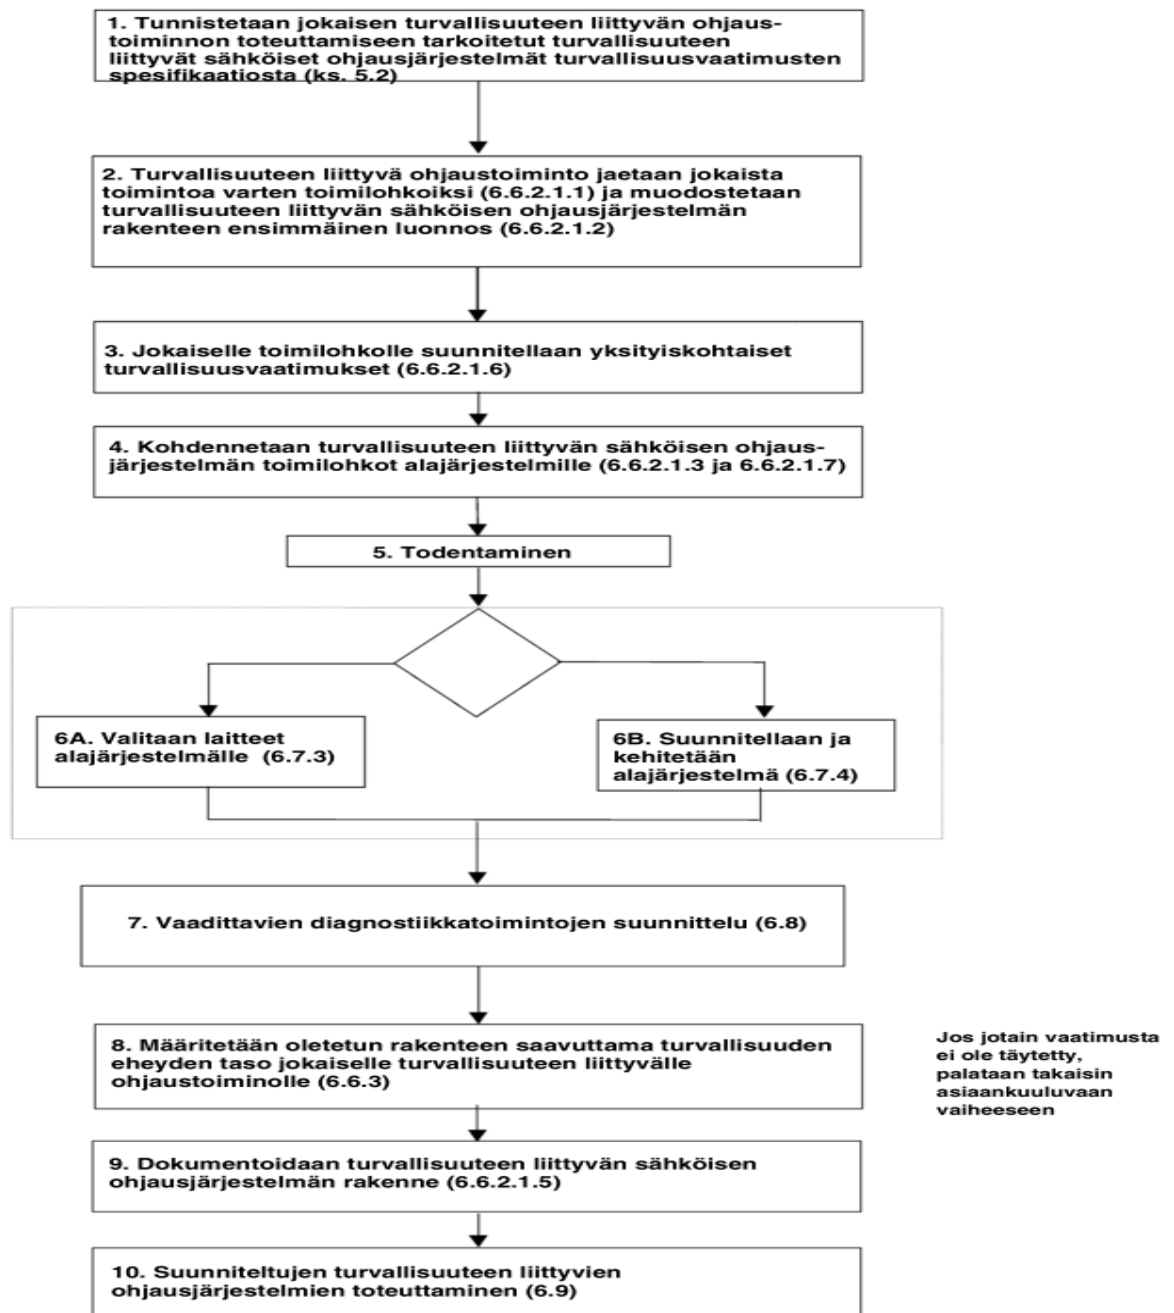 1. Tunnistetaan jokaisen turvallisuuteen liittyvän ohjaus-
toiminnon toteuttamiseen tarkoitetut turvallisuuteen
liittyvät sähköiset ohjausjärjestelmät turvallisuusvaatimusten
spesifikaatiosta (ks. 5.2)
2. Turvallisuuteen liittyvä ohjaustoiminto jaetaan jokaista
toimintoa varten toimilohkoiksi (6.6.2.1.1) ja muodostetaan
turvallisuuteen liittyvän sähköisen ohjausjärjestelmän
rakenteen ensimmäinen luonnos (6.6.2.1.2)
3. Jokaiselle toimilohkolle suunnitellaan yksityiskohtaiset
turvallisuusvaatimukset (6.6.2.1.6)
4. Kohdennetaan turvallisuuteen liittyvän sähköisen ohjaus-
järjestelmän toimilohkot alajärjestelmille (6.6.2.1.3 ja 6.6.2.1.7)
5. Todentaminen
6A. Valitaan laitteet
alajärjestelmälle (6.7.3)
6B. Suunnitellaan ja
kehitetään
alajärjestelmä (6.7.4)
7. Vaadittavien diagnostiikkatoimintojen suunnittelu (6.8)
8. Määritetään oletetun rakenteen saavuttama turvallisuuden
eheyden taso jokaiselle turvallisuuteen liittyvälle
ohjaustoiminolle (6.6.3)
Jos jotain vaatimusta
ei ole täytetty,
palataan takaisin
asiaankuuluvaan
vaiheeseen
9. Dokumentoidaan turvallisuuteen liittyvän sähköisen
ohjausjärjestelmän rakenne (6.6.2.1.5)
10. Suunniteltujen turvallisuuteen liittyvien
ohjausjärjestelmien toteuttaminen (6.9)